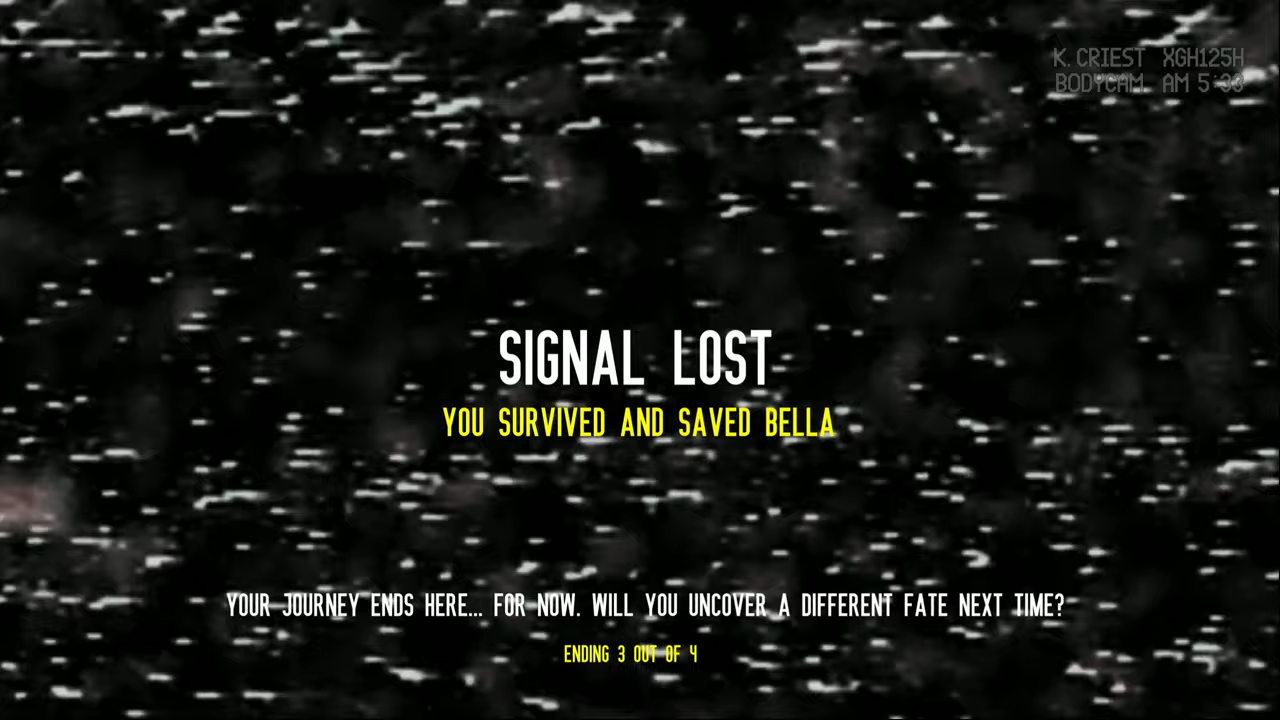 K. CRIEST XGH125H
BODYCAM AM 5:33
SIGNAL LOST
YOU SURVIVED AND SAVED BELLA
YOUR JOURNEY ENDS HERE... FOR NOW. WILL YOU UNCOVER A DIFFERENT FATE NEXT TIME?
ENDING 3 OUT OF 4